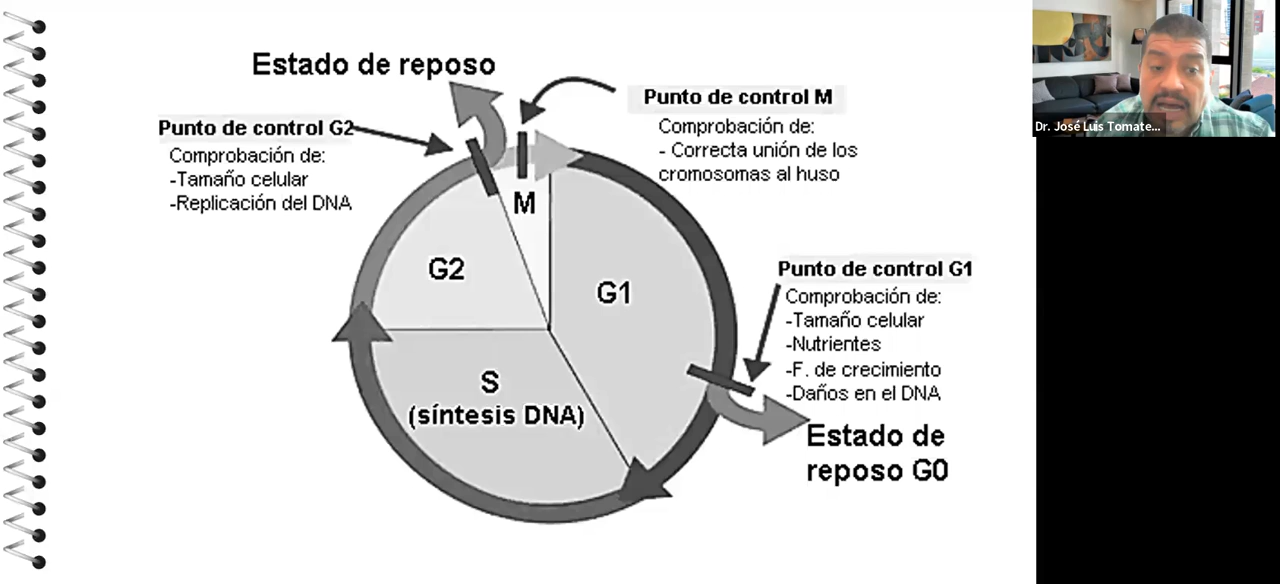 Estado de reposo
Punto de control G2
Comprobación de:
-Tamaño celular
-Replicación del DNA
Punto de control M
Comprobación de:
- Correcta unión de los
cromosomas al huso
M
G2
G1
S
(síntesis DNA)
Punto de control G1
Comprobación de:
-Tamaño celular
-Nutrientes
-F. de crecimiento
-Daños en el DNA
Estado de
reposo G0
Dr. José Luis Tomate...